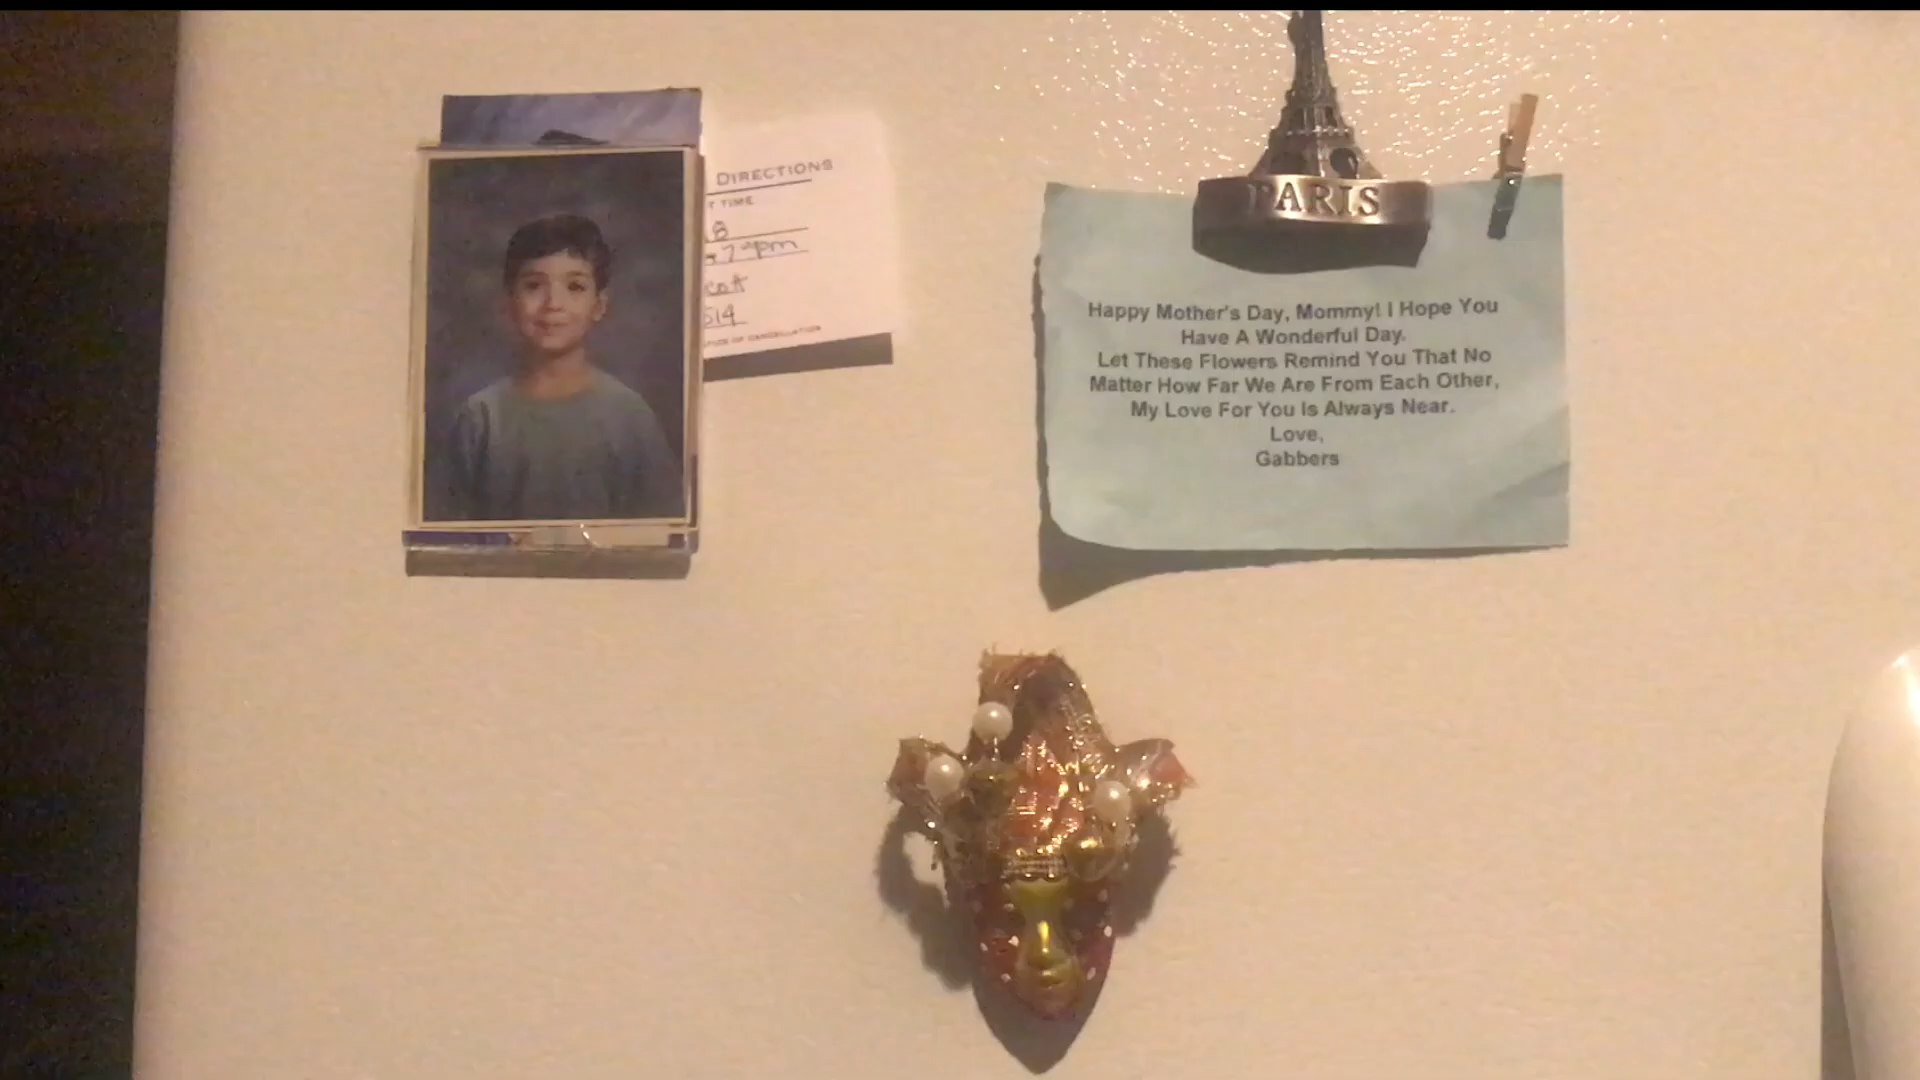 DIRECTIONS
T TIME
PARIS
Happy Mother's Day, Mommy! I Hope You
Have A Wonderful Day.
Let These Flowers Remind You That No
Matter How Far We Are From Each Other,
My Love For You Is Always Near.
Love,
Gabbers